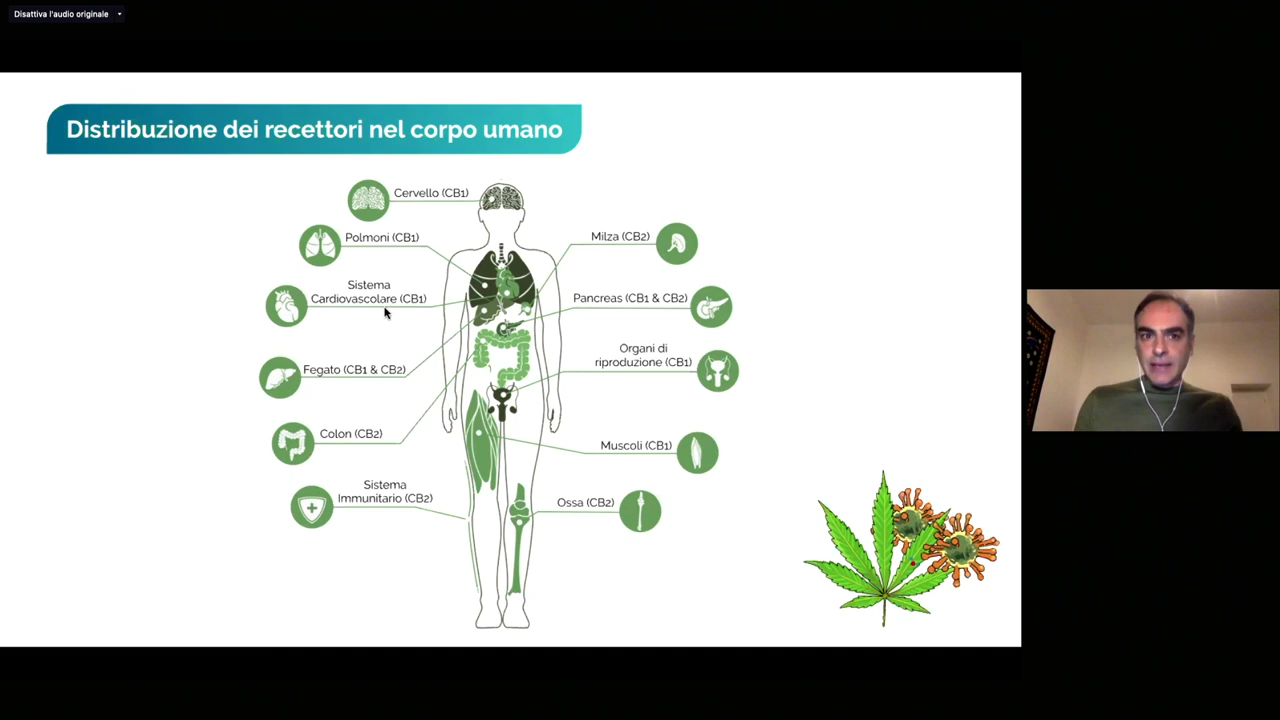 Disattiva l'audio originale
Distribuzione dei recettori nel corpo umano
Cervello (CB1)
Polmoni (CB1)
Sistema
Cardiovascolare (CB1)
Fegato (CB1 & CB2)
Colon (CB2)
Sistema
Immunitario (CB2)
Milza (CB2)
Pancreas (CB1 & CB2)
Organi di
riproduzione (CB1)
Muscoli (CB1)
Ossa (CB2)